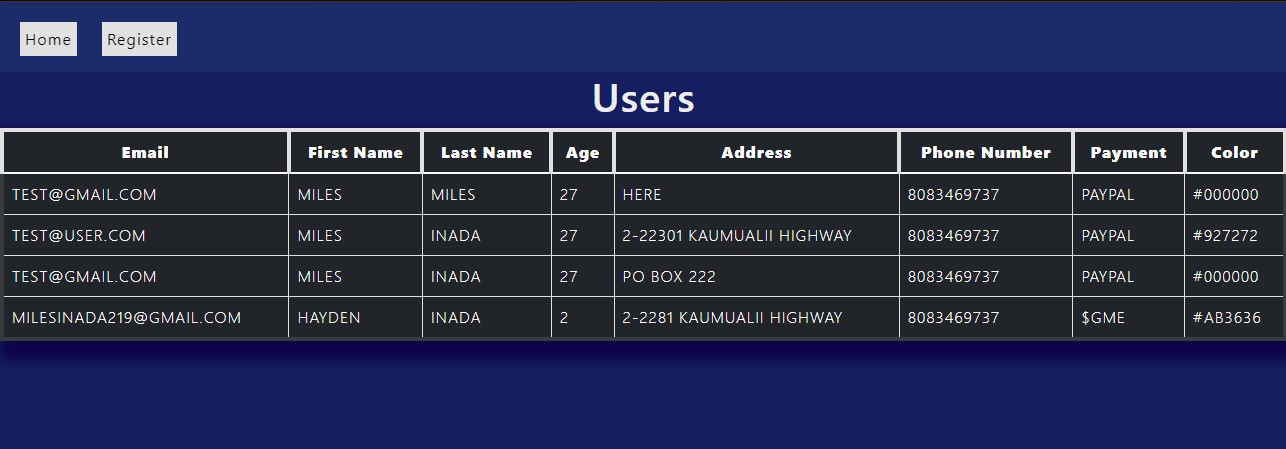 Home Register
Users
Email First Name Last Name Age Address Phone Number Payment Color
TEST@GMAIL.COM MILES MILES 27 HERE 8083469737 PAYPAL #000000
TEST@USER.COM MILES INADA 27 2-22301 KAUMUALII HIGHWAY 8083469737 PAYPAL #927272
TEST@GMAIL.COM MILES INADA 27 PO BOX 222 8083469737 PAYPAL #000000
MILESINADA219@GMAIL.COM HAYDEN INADA 2 2-2281 KAUMUALII HIGHWAY 8083469737 $GME #AB3636